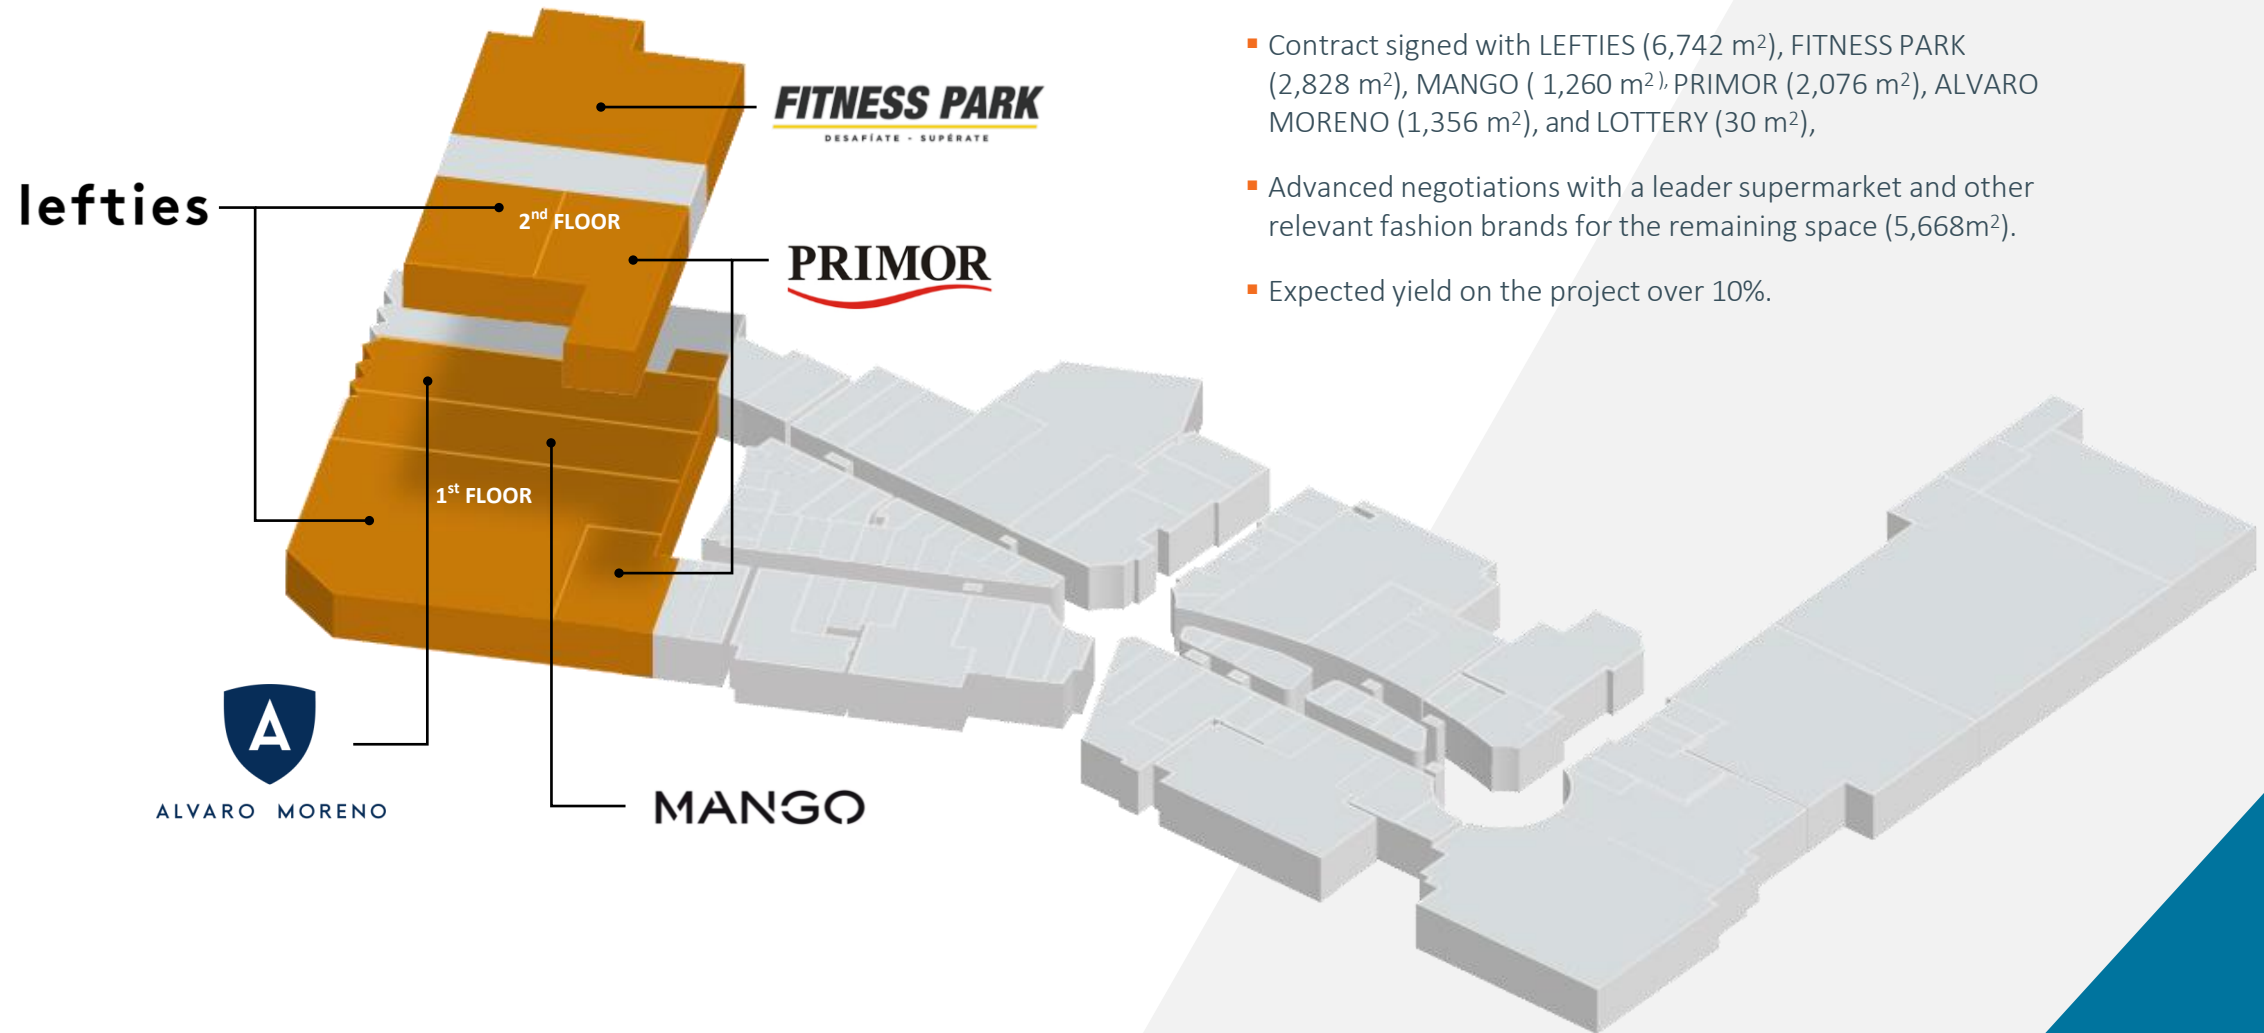 FITNESS PARK
DESAFÍATE - SUPÉRATE
lefties
2nd FLOOR
PRIMOR
1st FLOOR
A
ALVARO MORENO
MANGO
▪ Contract signed with LEFTIES (6,742 m²), FITNESS PARK
(2,828 m²), MANGO ( 1,260 m²), PRIMOR (2,076 m²), ALVARO
MORENO (1,356 m²), and LOTTERY (30 m²),
▪ Advanced negotiations with a leader supermarket and other
relevant fashion brands for the remaining space (5,668m²).
▪ Expected yield on the project over 10%.